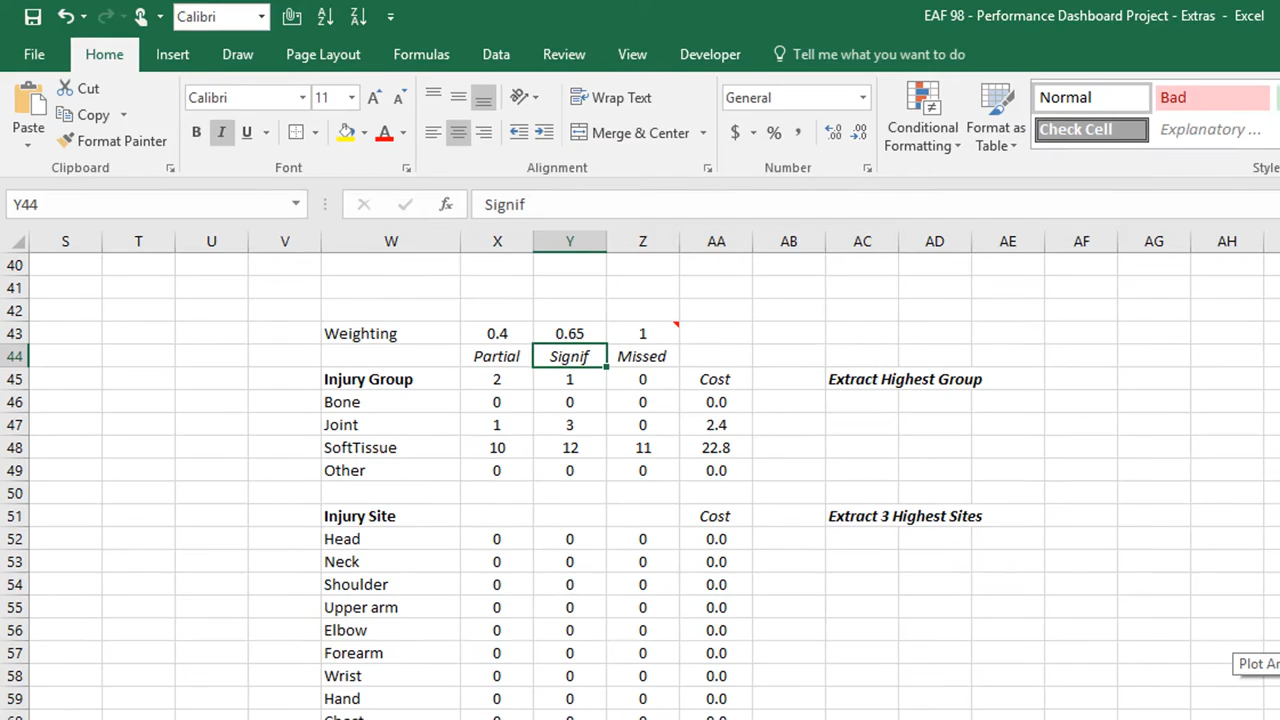 Calibri
EAF 98 - Performance Dashboard Project - Extras - Excel
File Home Insert Draw Page Layout Formulas Data Review View Developer Tell me what you want to do
Paste
Cut
Copy
Format Painter
Clipboard
Calibri 11
B I U A
Font
Wrap Text
Merge & Center
Alignment
General
$ % ,
Number
Conditional Formatting
Format as Table
Normal Bad
Check Cell Explanatory ...
Y44 fx Signif
S T U V W X Y Z AA AB AC AD AE AF AG AH
40
41
42
43 Weighting 0.4 0.65 1
44 Partial Signif Missed
45 Injury Group 2 1 0 Cost Extract Highest Group
46 Bone 0 0 0 0.0
47 Joint 1 3 0 2.4
48 SoftTissue 10 12 11 22.8
49 Other 0 0 0 0.0
50
51 Injury Site Cost Extract 3 Highest Sites
52 Head 0 0 0 0.0
53 Neck 0 0 0 0.0
54 Shoulder 0 0 0 0.0
55 Upper arm 0 0 0 0.0
56 Elbow 0 0 0 0.0
57 Forearm 0 0 0 0.0
58 Wrist 0 0 0 0.0
59 Hand 0 0 0 0.0
Plot